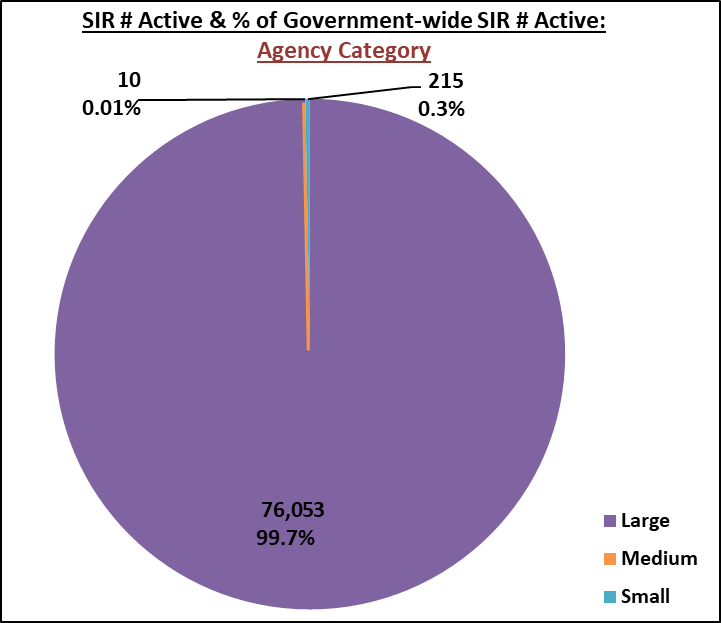 SIR # Active & % of Government-wide SIR # Active:
Agency Category
10
0.01%
215
0.3%
76,053
99.7%
Large
Medium
Small